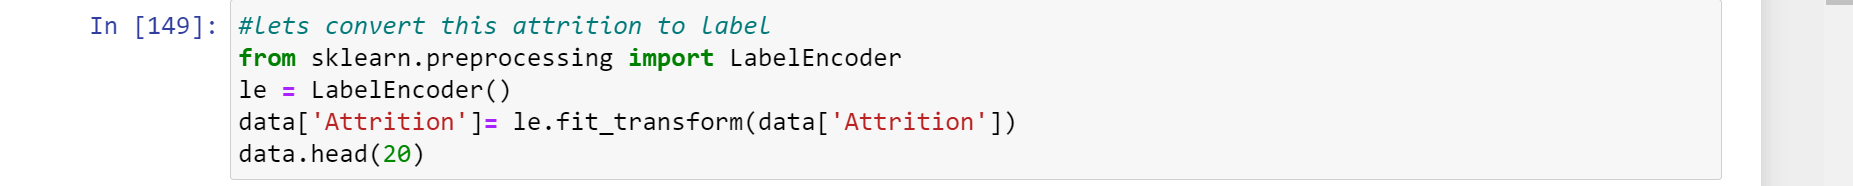 In [149]: #lets convert this attrition to label
from sklearn.preprocessing import LabelEncoder
le = LabelEncoder()
data['Attrition']= le.fit_transform(data['Attrition'])
data.head(20)